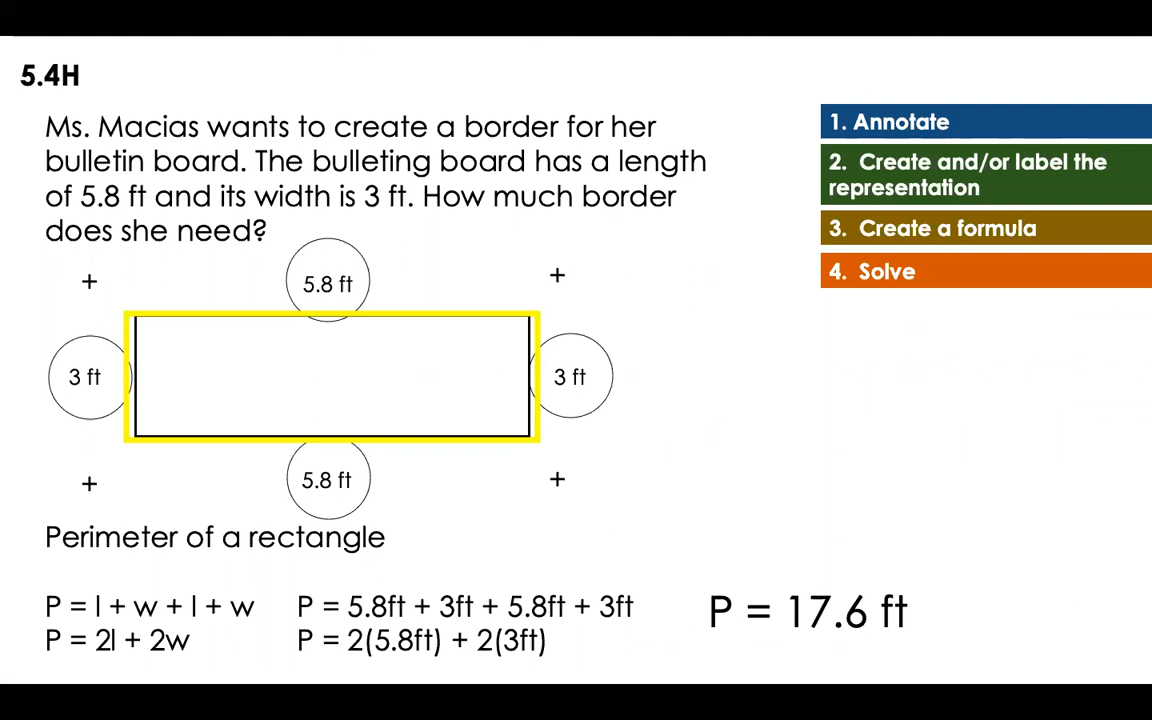 5.4H
Ms. Macias wants to create a border for her
bulletin board. The bulleting board has a length
of 5.8 ft and its width is 3 ft. How much border
does she need?
1. Annotate
2. Create and/or label the
representation
3. Create a formula
4. Solve
+
5.8 ft
+
3 ft
3 ft
+
5.8 ft
+
Perimeter of a rectangle
P = l + w + l + w
P = 2l + 2w
P = 5.8ft + 3ft + 5.8ft + 3ft
P = 2(5.8ft) + 2(3ft)
P = 17.6 ft